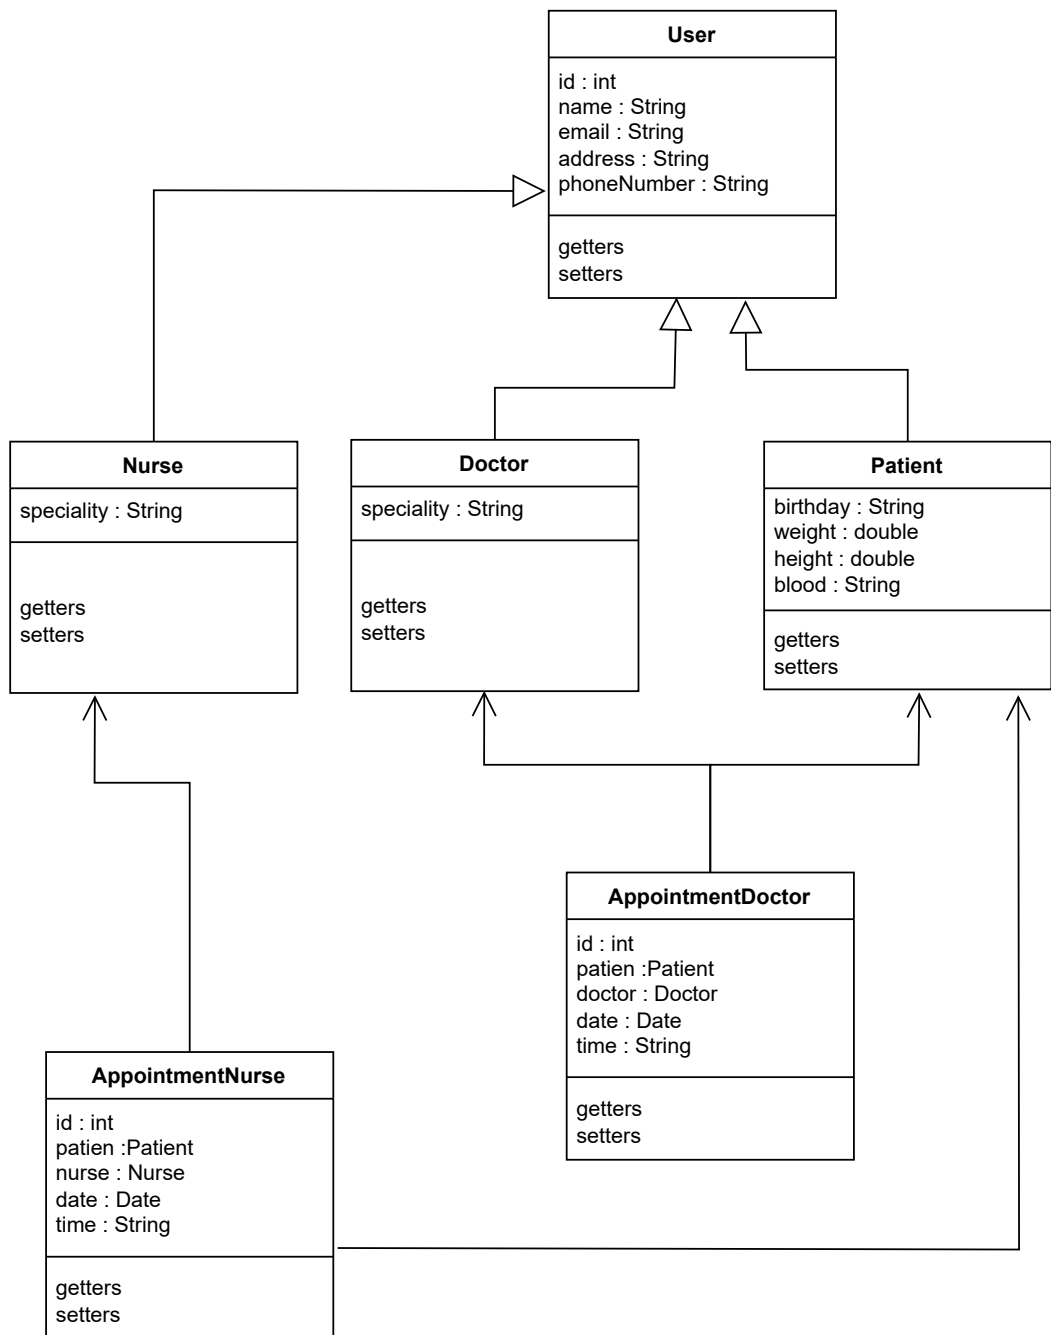 User
id : int
name : String
email : String
address : String
phoneNumber : String
getters
setters
Nurse
speciality : String
getters
setters
Doctor
speciality : String
getters
setters
Patient
birthday : String
weight : double
height : double
blood : String
getters
setters
AppointmentDoctor
id : int
patien :Patient
doctor : Doctor
date : Date
time : String
getters
setters
AppointmentNurse
id : int
patien :Patient
nurse : Nurse
date : Date
time : String
getters
setters